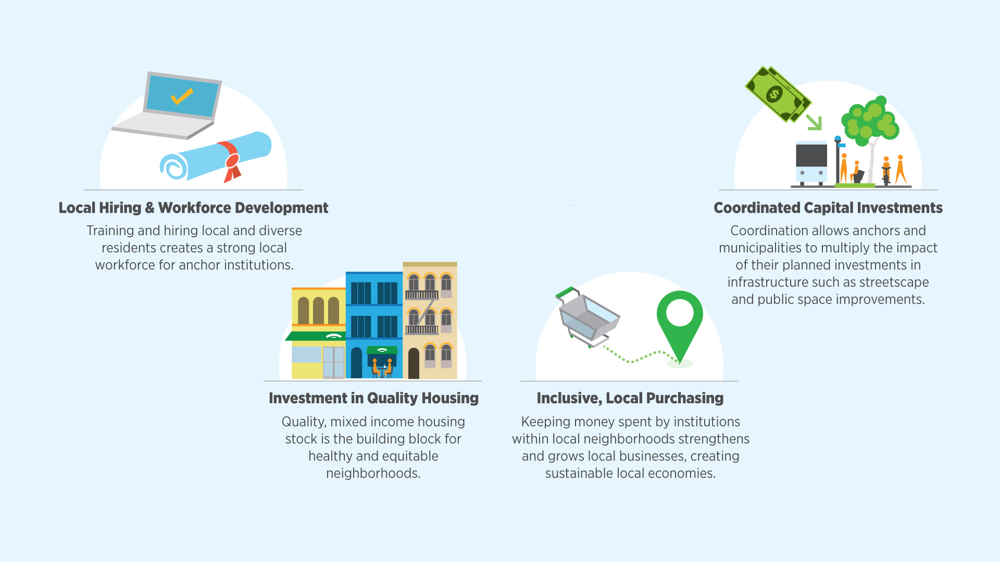 Local Hiring & Workforce Development
Training and hiring local and diverse
residents creates a strong local
workforce for anchor institutions.
Coordinated Capital Investments
Coordination allows anchors and
municipalities to multiply the impact
of their planned investments in
infrastructure such as streetscape
and public space improvements.
Investment in Quality Housing
Quality, mixed income housing
stock is the building block for
healthy and equitable
neighborhoods.
Inclusive, Local Purchasing
Keeping money spent by institutions
within local neighborhoods strengthens
and grows local businesses, creating
sustainable local economies.
$